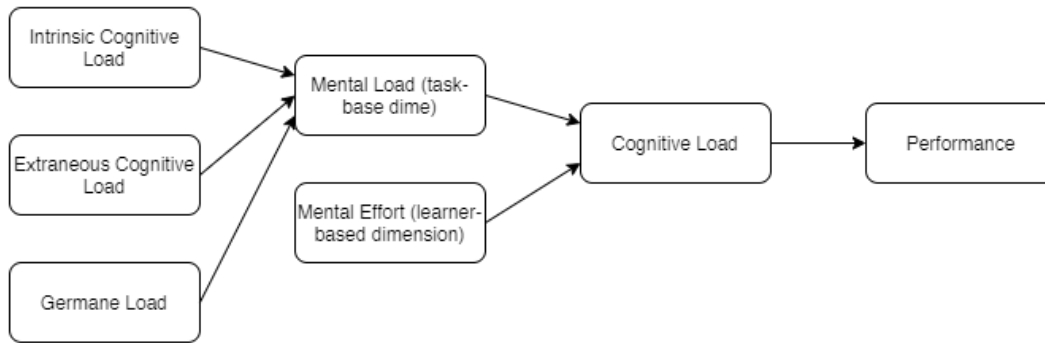 Intrinsic Cognitive
Load
Extraneous Cognitive
Load
Germane Load
Mental Load (task-
base dime)
Mental Effort (learner-
based dimension)
Cognitive Load
Performance